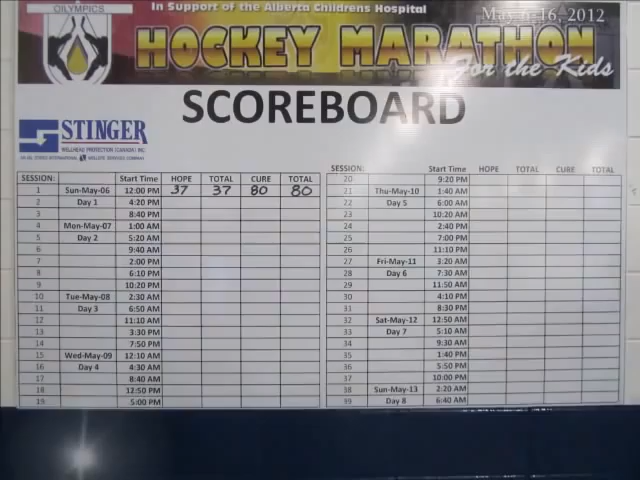 In Support of the Alberta Childrens Hospital
May 6-16, 2012
OILYMPICS
HOCKEY MARATHON
For the Kids
SCOREBOARD
STINGER
WELLHEAD PROTECTION (CANADA) INC.
SESSION: Start Time HOPE TOTAL CURE TOTAL
1 Sun-May-06 12:00 PM 37 37 80 80
2 Day 1 4:20 PM
3 8:40 PM
4 Mon-May-07 1:00 AM
5 Day 2 5:20 AM
6 9:40 AM
7 2:00 PM
8 6:10 PM
9 10:20 PM
10 Tue-May-08 2:30 AM
11 Day 3 6:50 AM
12 11:10 AM
13 3:30 PM
14 7:50 PM
15 Wed-May-09 12:10 AM
16 Day 4 4:30 AM
17 8:40 AM
18 12:50 PM
19 5:00 PM
SESSION: Start Time HOPE TOTAL CURE TOTAL
20 9:20 PM
21 Thu-May-10 1:40 AM
22 Day 5 6:00 AM
23 10:20 AM
24 2:40 PM
25 7:00 PM
26 11:10 PM
27 Fri-May-11 3:20 AM
28 Day 6 7:30 AM
29 11:50 AM
30 4:10 PM
31 8:30 PM
32 Sat-May-12 12:50 AM
33 Day 7 5:10 AM
34 9:30 AM
35 1:40 PM
36 5:50 PM
37 10:00 PM
38 Sun-May-13 2:20 AM
39 Day 8 6:40 AM